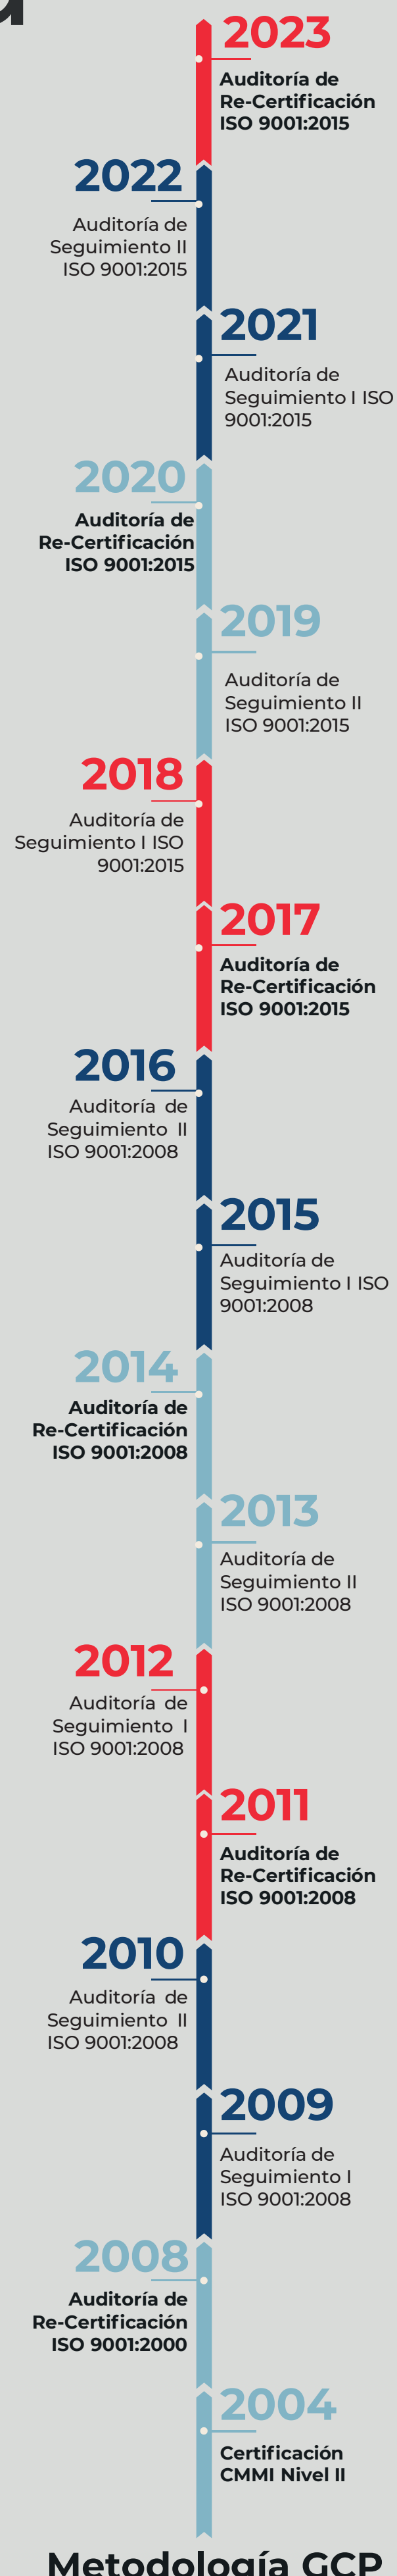 2023
Auditoría de
Re-Certificación
ISO 9001:2015
2022
Auditoría de
Seguimiento II
ISO 9001:2015
2021
Auditoría de
Seguimiento I ISO
9001:2015
2020
Auditoría de
Re-Certificación
ISO 9001:2015
2019
Auditoría de
Seguimiento II
ISO 9001:2015
2018
Auditoría de
Seguimiento I ISO
9001:2015
2017
Auditoría de
Re-Certificación
ISO 9001:2015
2016
Auditoría de
Seguimiento II
ISO 9001:2008
2015
Auditoría de
Seguimiento I ISO
9001:2008
2014
Auditoría de
Re-Certificación
ISO 9001:2008
2013
Auditoría de
Seguimiento II
ISO 9001:2008
2012
Auditoría de
Seguimiento I
ISO 9001:2008
2011
Auditoría de
Re-Certificación
ISO 9001:2008
2010
Auditoría de
Seguimiento II
ISO 9001:2008
2009
Auditoría de
Seguimiento I
ISO 9001:2008
2008
Auditoría de
Re-Certificación
ISO 9001:2000
2004
Certificación
CMMI Nivel II
Metodología GCP